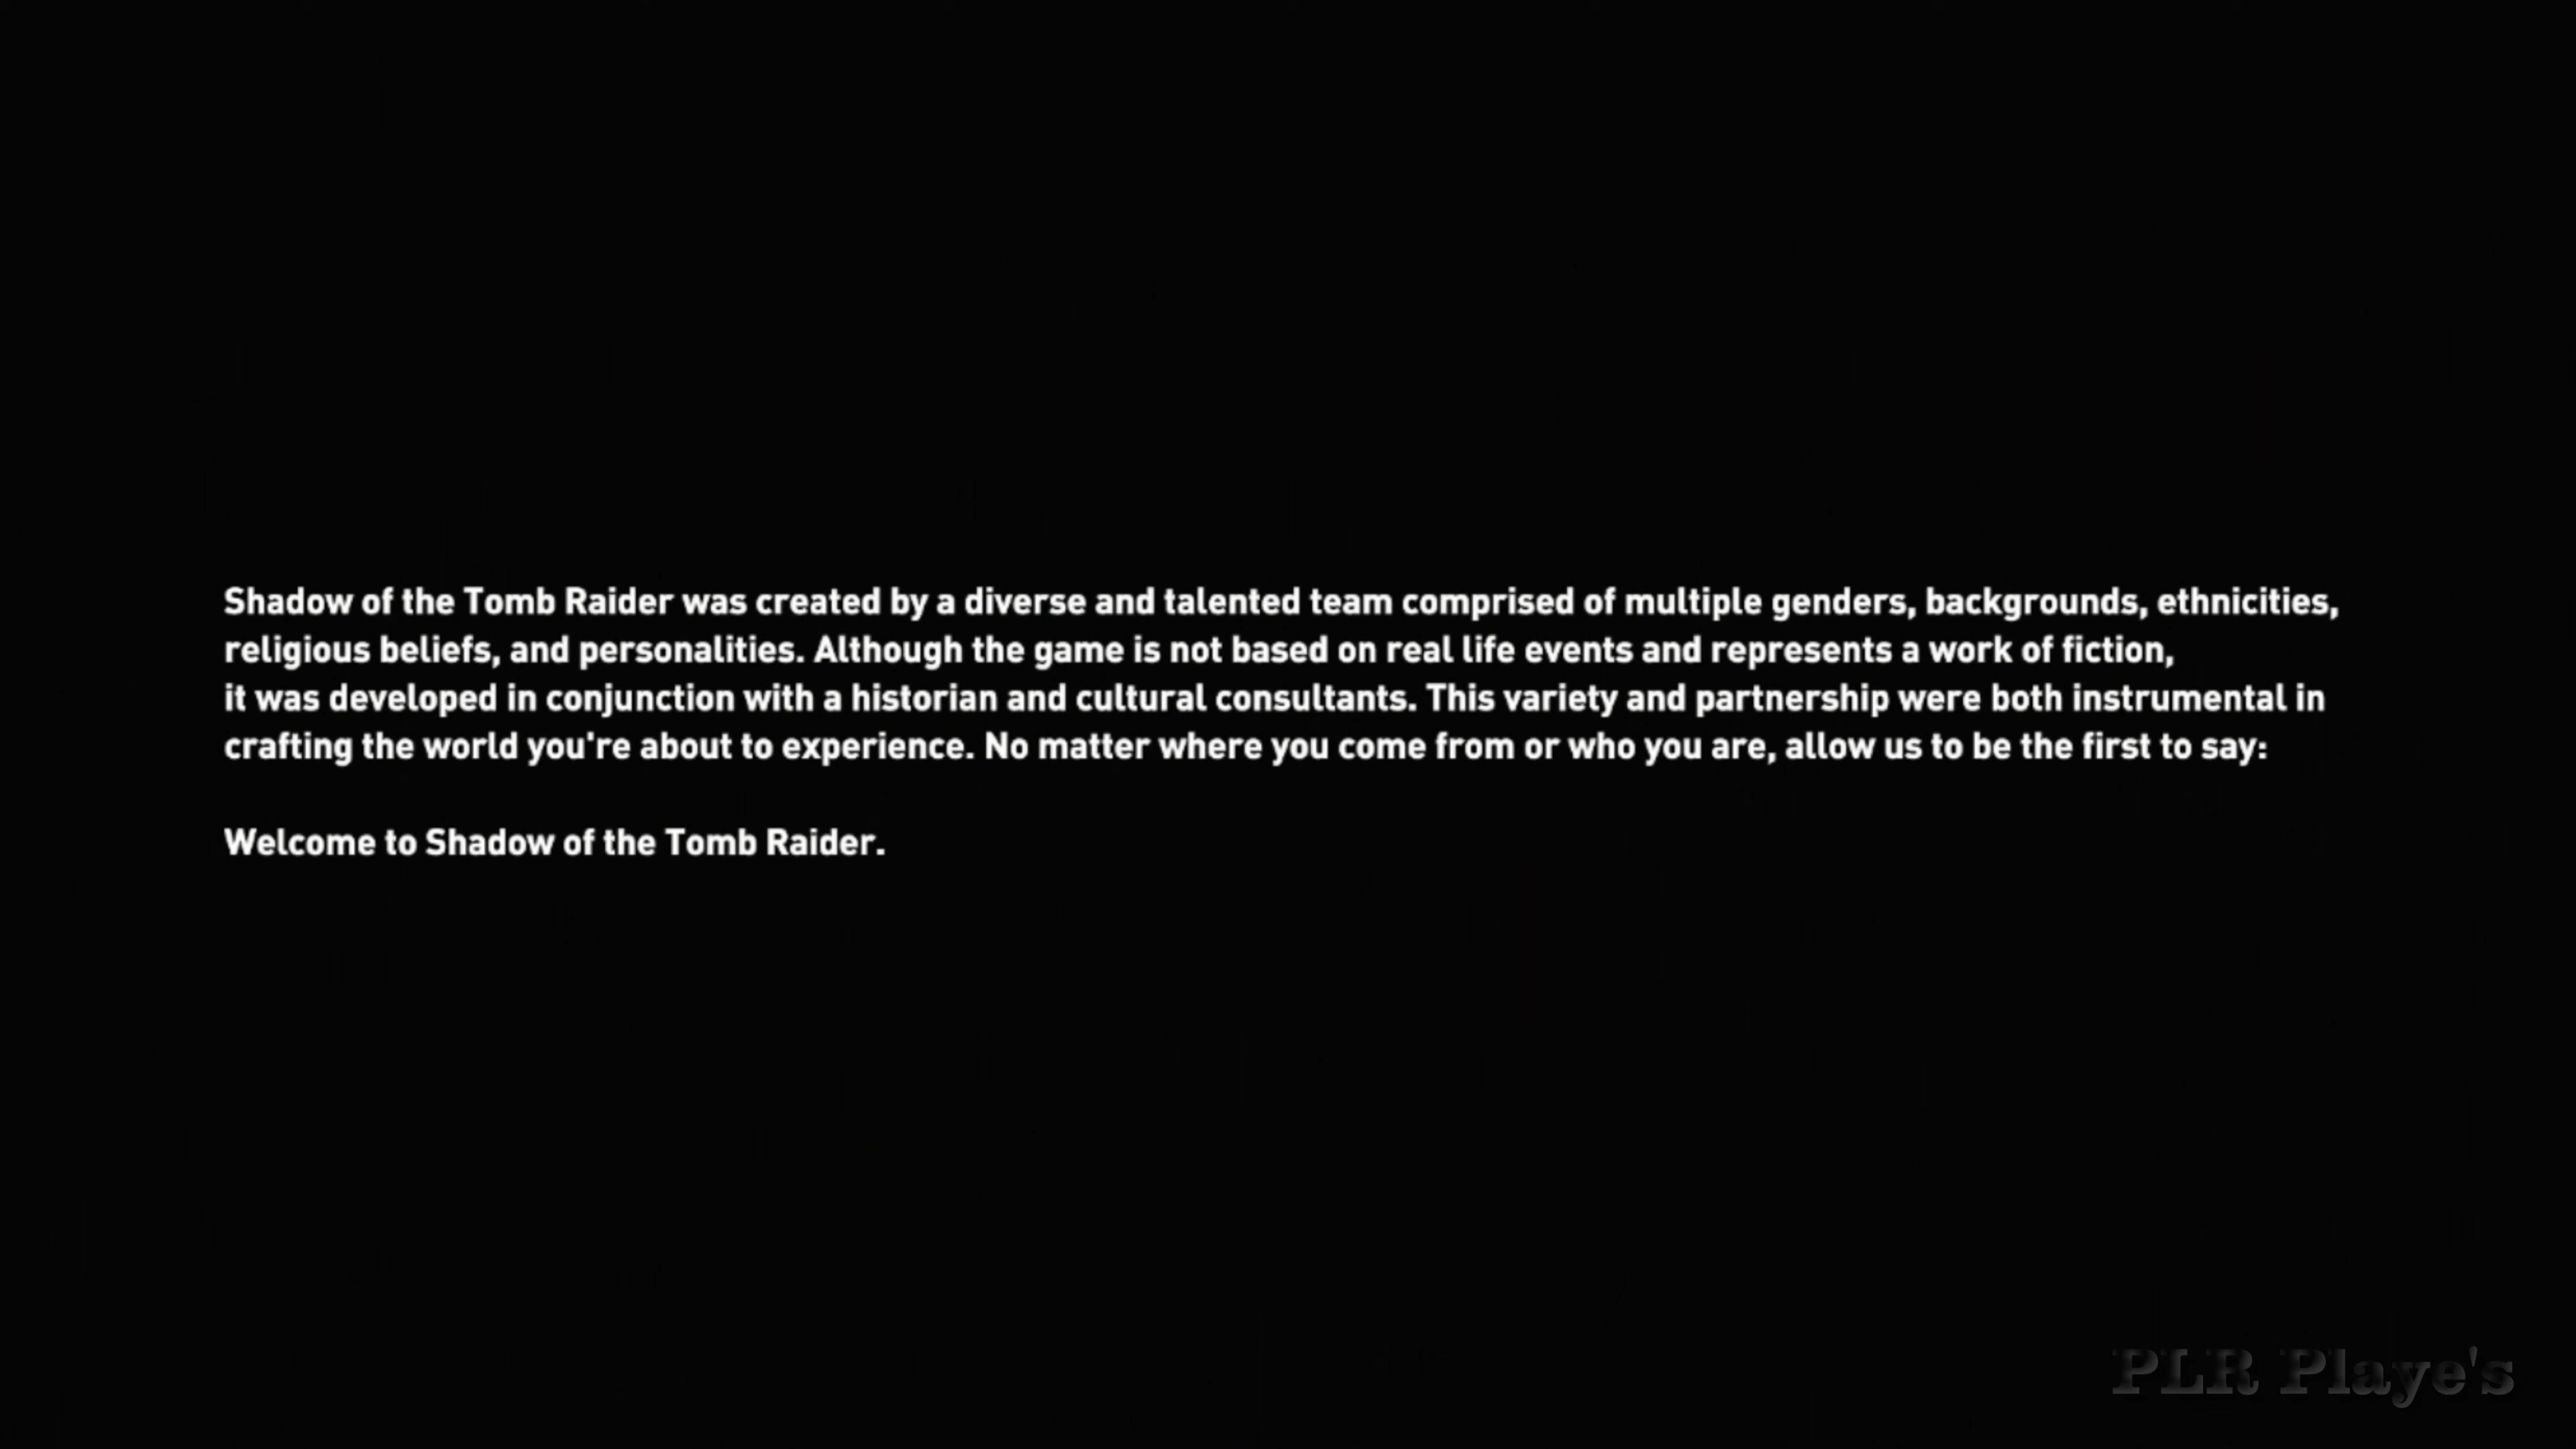 Shadow of the Tomb Raider was created by a diverse and talented team comprised of multiple genders, backgrounds, ethnicities,
religious beliefs, and personalities. Although the game is not based on real life events and represents a work of fiction,
it was developed in conjunction with a historian and cultural consultants. This variety and partnership were both instrumental in
crafting the world you're about to experience. No matter where you come from or who you are, allow us to be the first to say:
Welcome to Shadow of the Tomb Raider.
PLR Playe's